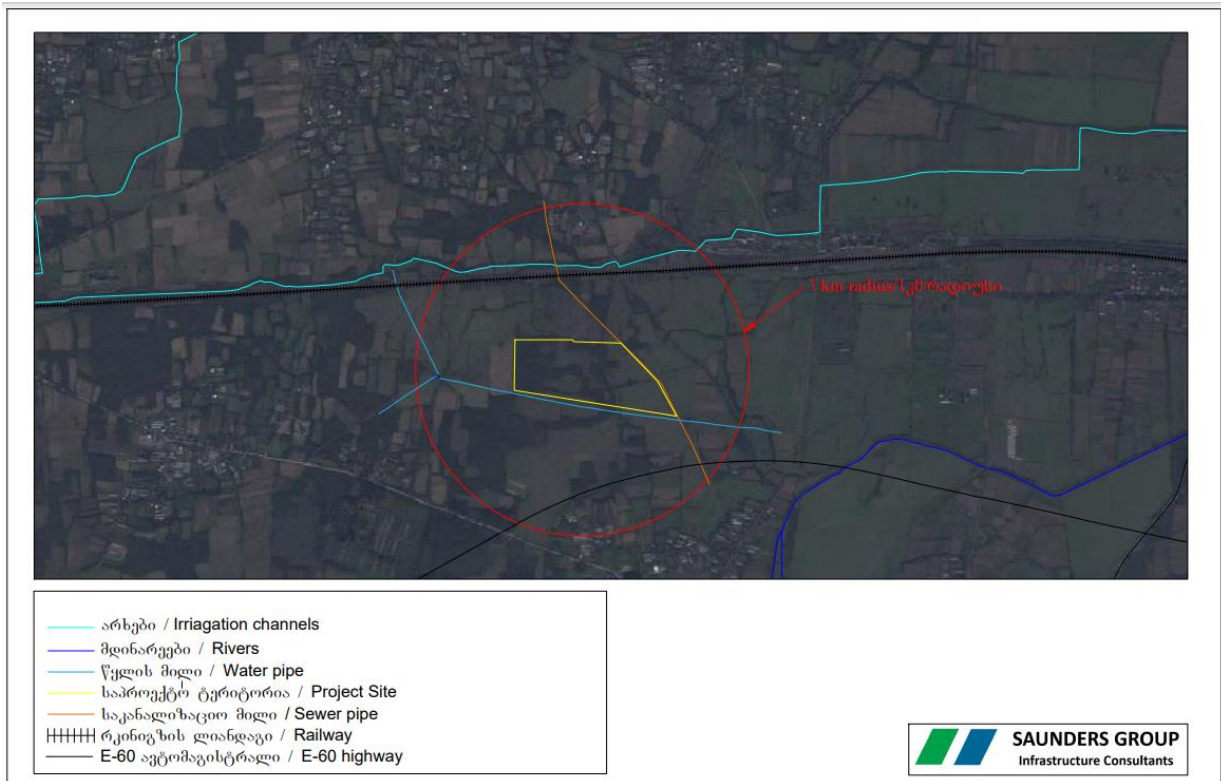 1 km radius/1კმ რადიუსი
არხები / Irriagation channels
მდინარეები / Rivers
წყლის მილი / Water pipe
საპროექტო ტერიტორია / Project Site
საკანალიზაციო მილი / Sewer pipe
რკინიგზის ლიანდაგი / Railway
E-60 ავტომაგისტრალი / E-60 highway
SAUNDERS GROUP
Infrastructure Consultants